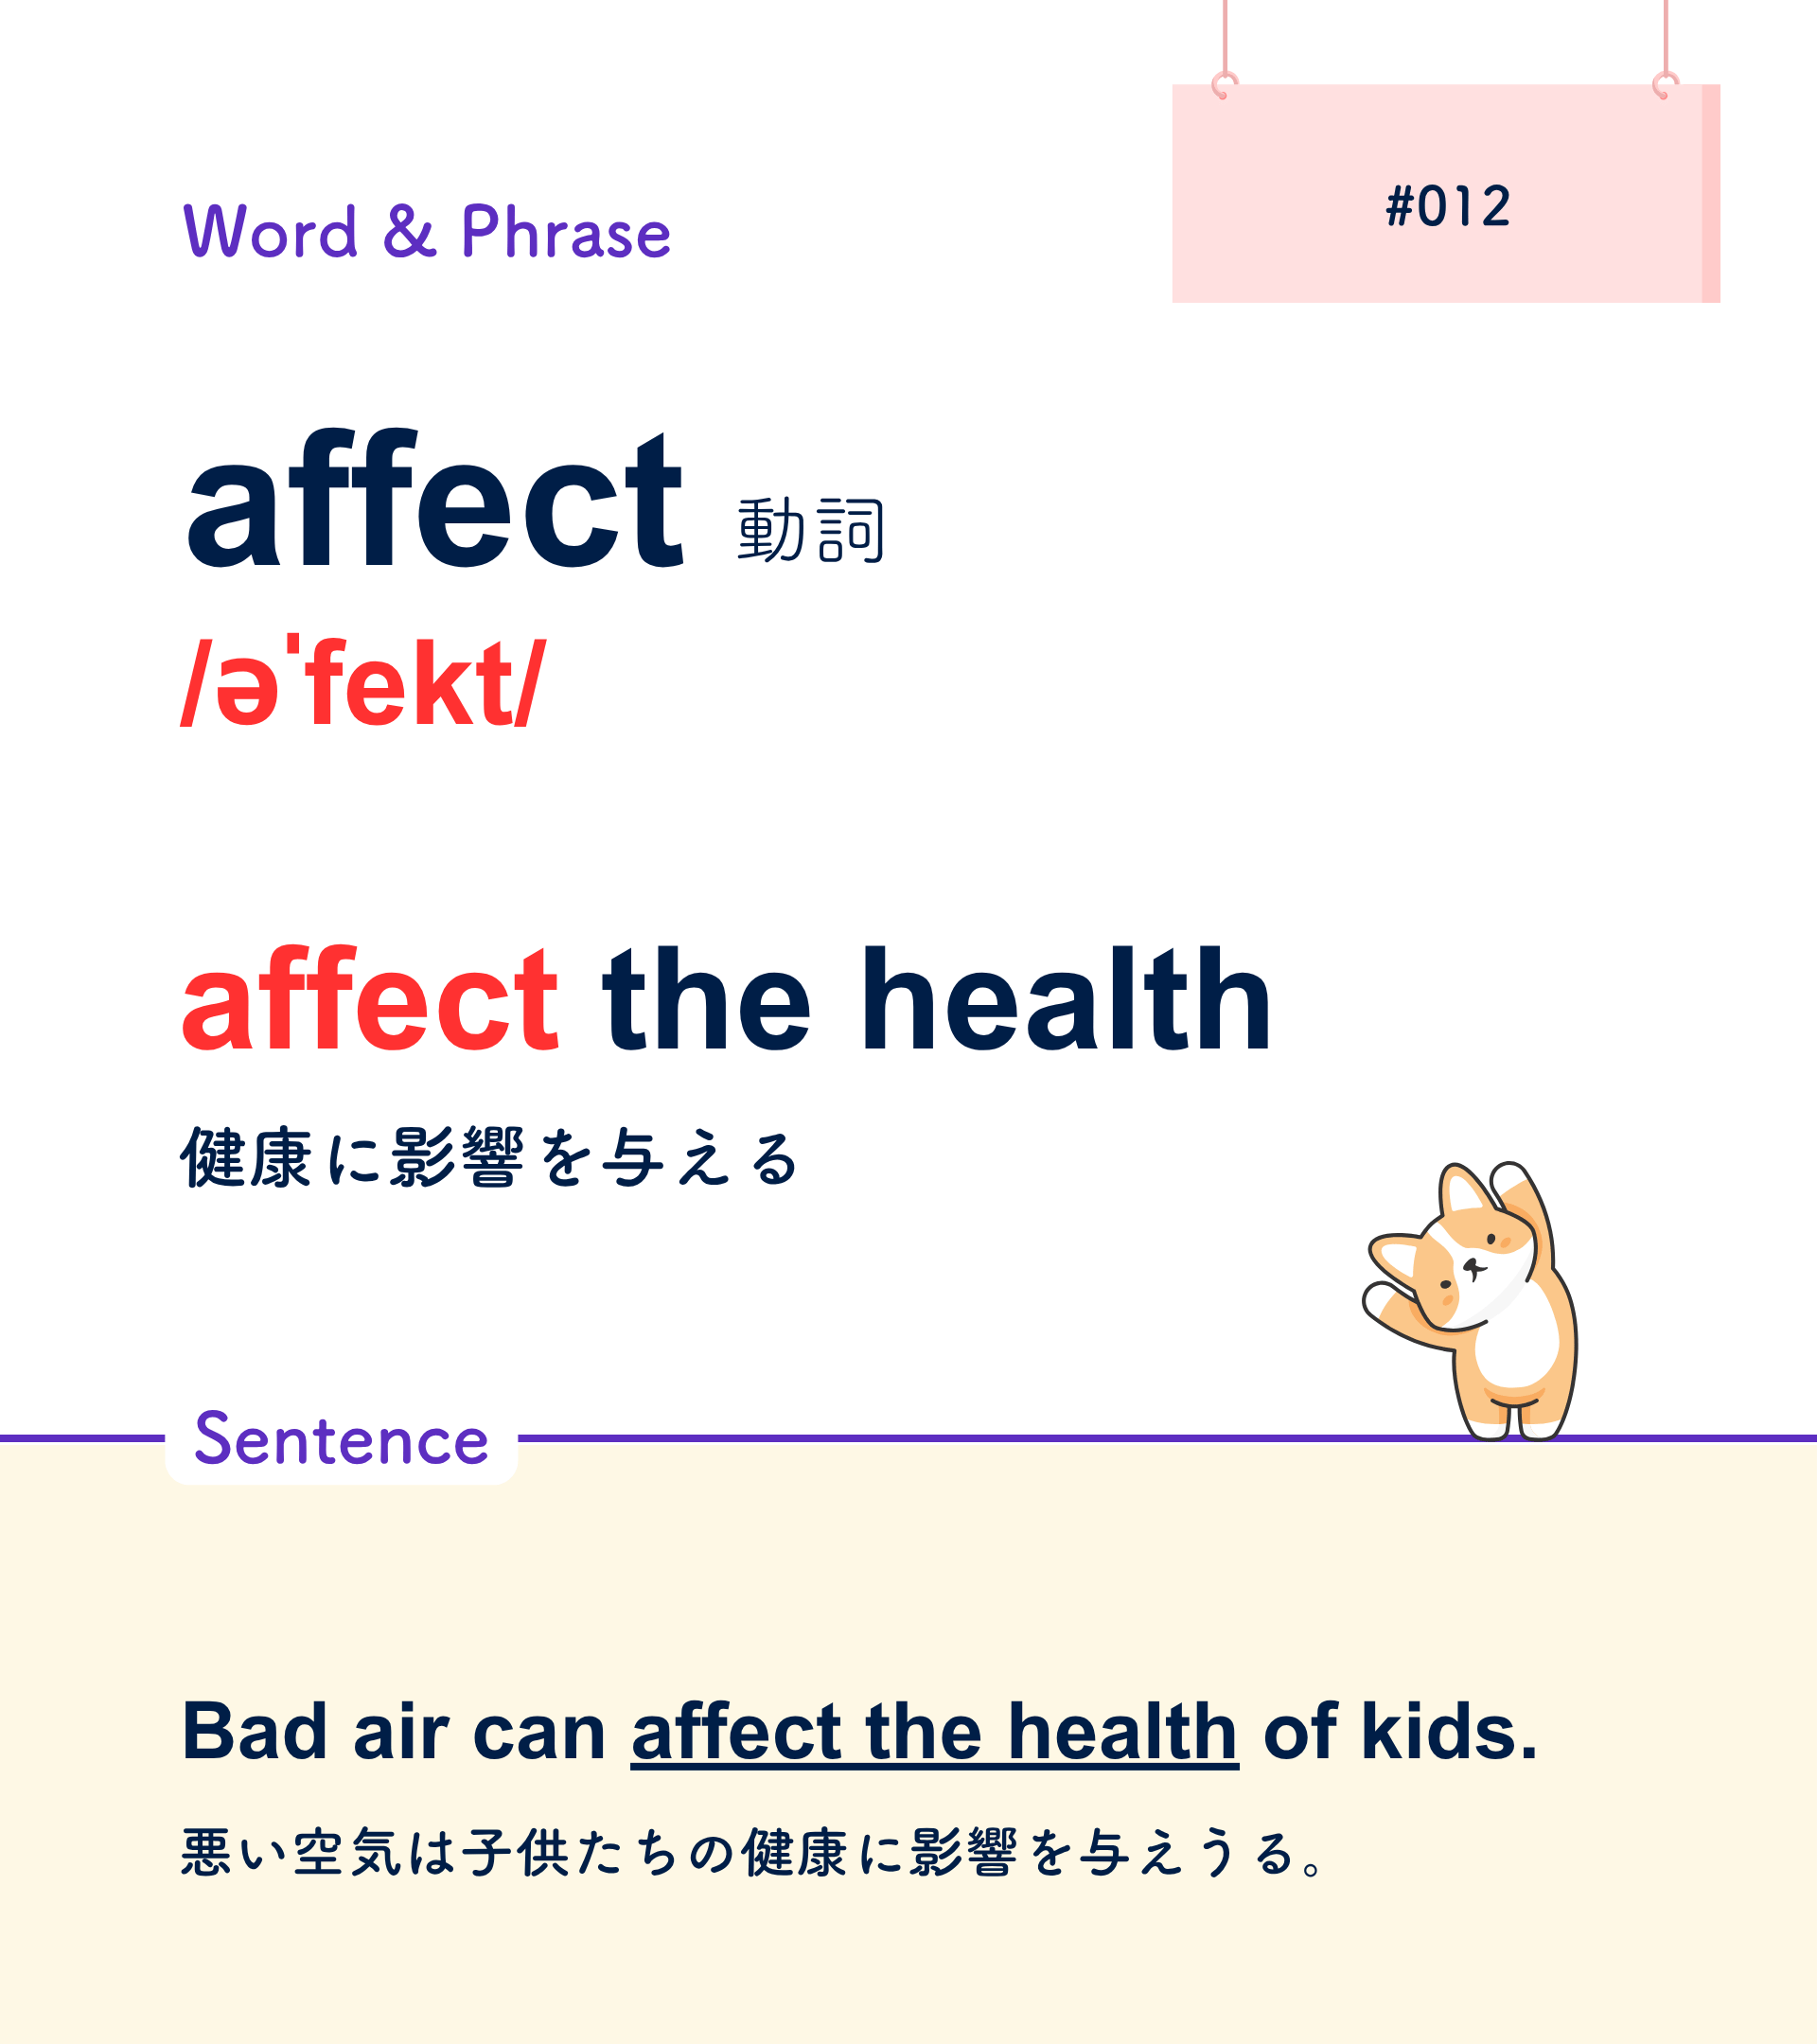 #012
Word & Phrase
affect 動詞
/əˈfekt/
affect the health
健康に影響を与える
Sentence
Bad air can affect the health of kids.
悪い空気は子供たちの健康に影響を与えうる。